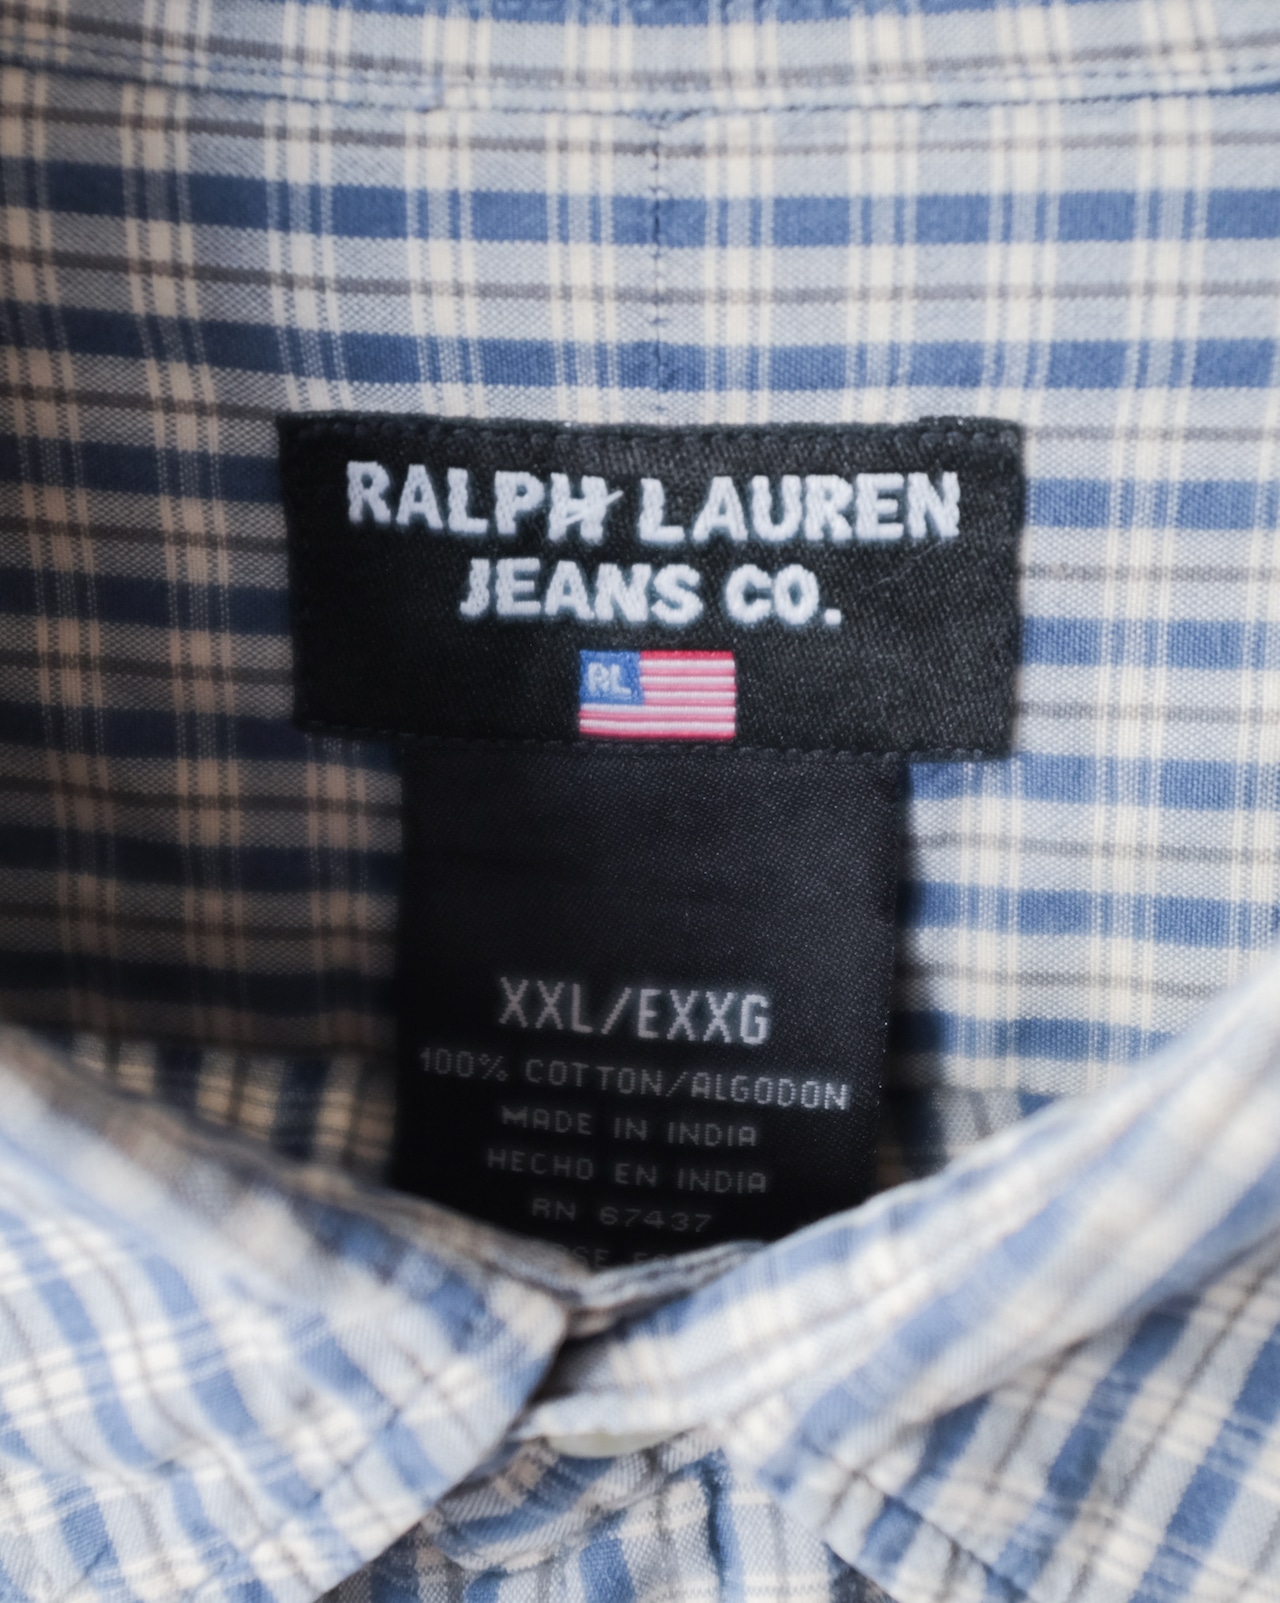 RALPH LAUREN
JEANS CO.
RL
XXL/EXXG
100% COTTON/ALGODON
MADE IN INDIA
HECHO EN INDIA
RN 67437